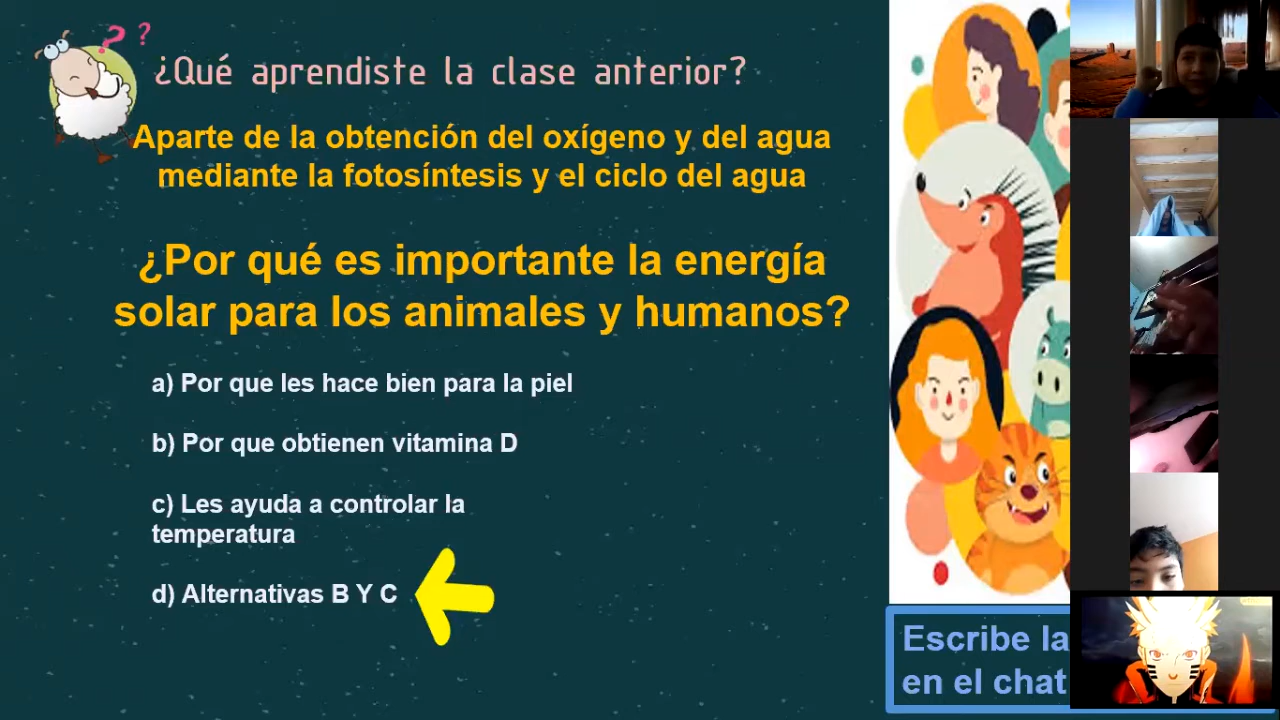 ¿Qué aprendiste la clase anterior?
Aparte de la obtención del oxígeno y del agua
mediante la fotosíntesis y el ciclo del agua
¿Por qué es importante la energía
solar para los animales y humanos?
a) Por que les hace bien para la piel
b) Por que obtienen vitamina D
c) Les ayuda a controlar la
temperatura
d) Alternativas B Y C
Escribe la
en el chat